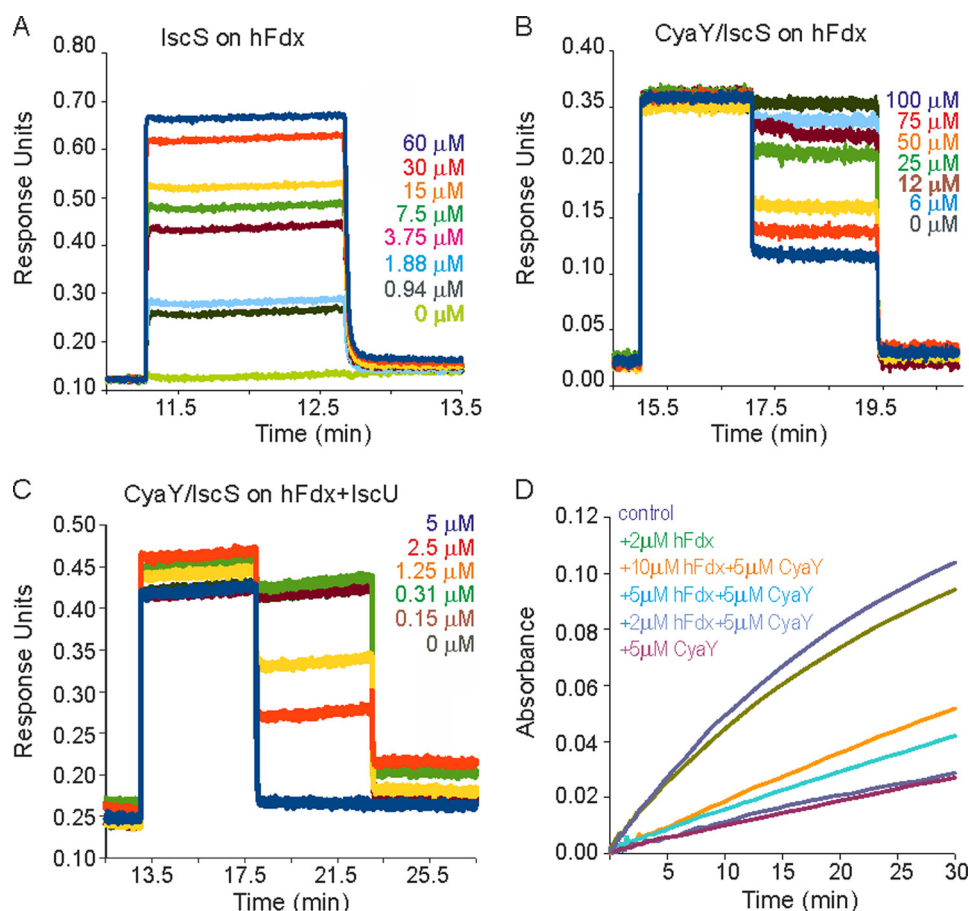 A
IscS on hFdx
Response Units
0.80
0.70
0.60
0.50
0.40
0.30
0.20
0.10
60 µM
30 µM
15 µM
7.5 µM
3.75 µM
1.88 µM
0.94 µM
0 µM
11.5
12.5
13.5
Time (min)
B
CyaY/IscS on hFdx
Response Units
0.40
0.35
0.20
0.15
0.10
0.05
0.00
100 µM
75 µM
50 µM
25 µM
12 µM
6 µM
0 µM
15.5
17.5
19.5
Time (min)
C
CyaY/IscS on hFdx+IscU
Response Units
0.50
0.45
0.40
0.35
0.30
0.20
0.25
0.10
5 µM
2.5 µM
1.25 µM
0.31 µM
0.15 µM
0 µM
13.5
17.5
21.5
25.5
Time (min)
D
Absorbance
0.12
0.10
0.08
0.06
0.04
0.02
0.00
control
+2µM hFdx
+10µM hFdx+5µM CyaY
+5µM hFdx+5µM CyaY
+2µM hFdx+5µM CyaY
+5µM CyaY
5
10
15
20
25
30
Time (min)